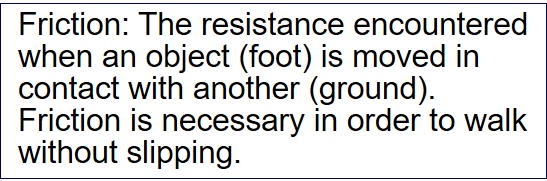 Friction: The resistance encountered
when an object (foot) is moved in
contact with another (ground).
Friction is necessary in order to walk
without slipping.